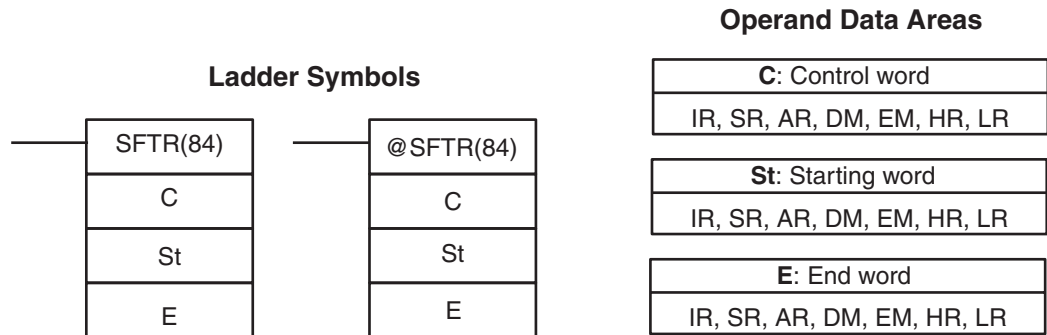 Operand Data Areas
Ladder Symbols
C: Control word
IR, SR, AR, DM, EM, HR, LR
St: Starting word
IR, SR, AR, DM, EM, HR, LR
E: End word
IR, SR, AR, DM, EM, HR, LR
SFTR(84)
C
St
E
@SFTR(84)
C
St
E